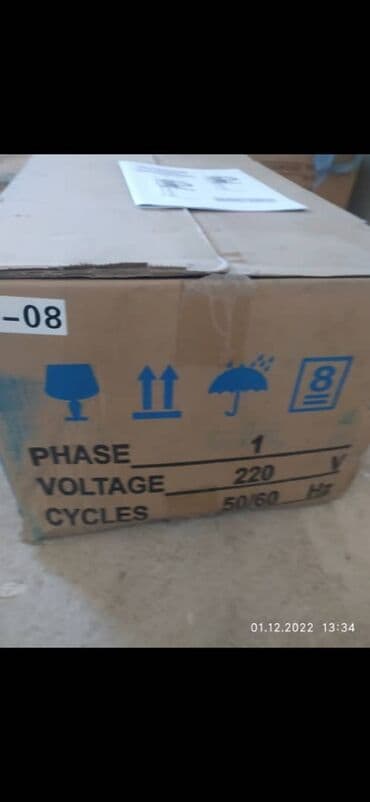 -08
8
PHASE 1
VOLTAGE 220 V
CYCLES 50/60 Hz
01.12.2022 13:34